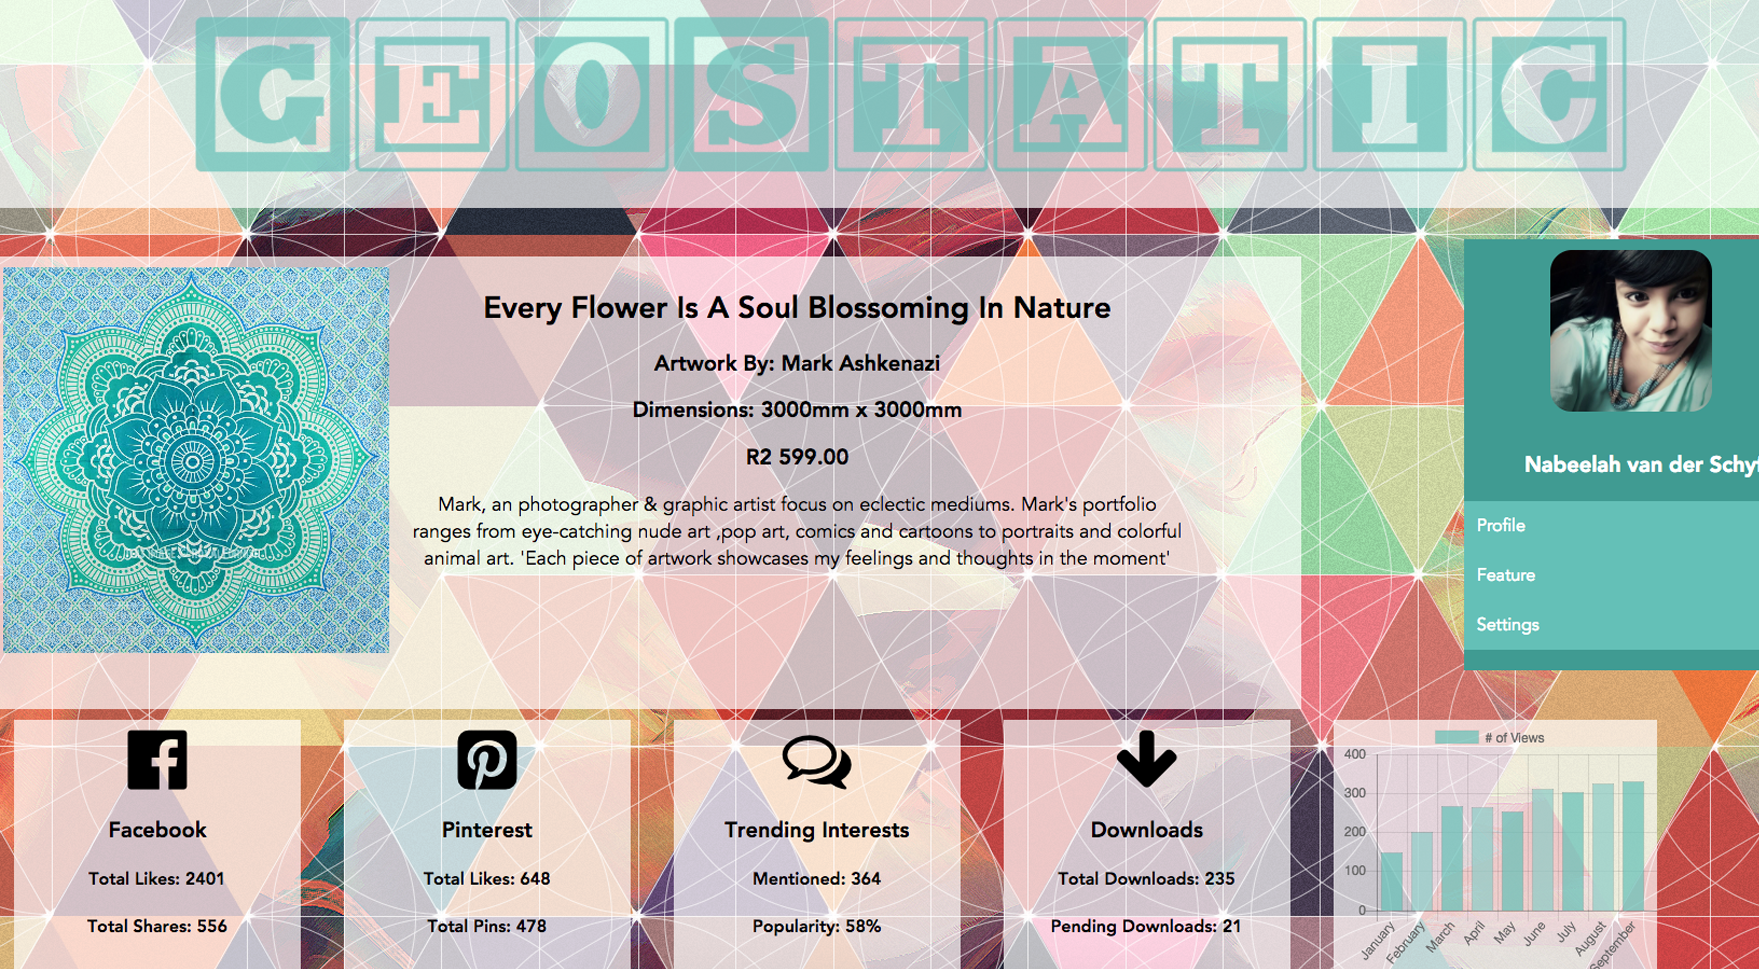 GEOSTATIC
Every Flower Is A Soul Blossoming In Nature
Artwork By: Mark Ashkenazi
Dimensions: 3000mm x 3000mm
R2 599.00
Mark, an photographer & graphic artist focus on eclectic mediums. Mark's portfolio
ranges from eye-catching nude art ,pop art, comics and cartoons to portraits and colorful
animal art. 'Each piece of artwork showcases my feelings and thoughts in the moment'
Nabeelah van der
Profile
Feature
Settings
Facebook
Total Likes: 2401
Total Shares: 556
Pinterest
Total Likes: 648
Total Pins: 478
Trending Interests
Mentioned: 364
Popularity: 58%
Downloads
Total Downloads: 235
Pending Downloads: 21
# of Views
400
300
200
100
0
January
February
March
April
May
June
July
August
September